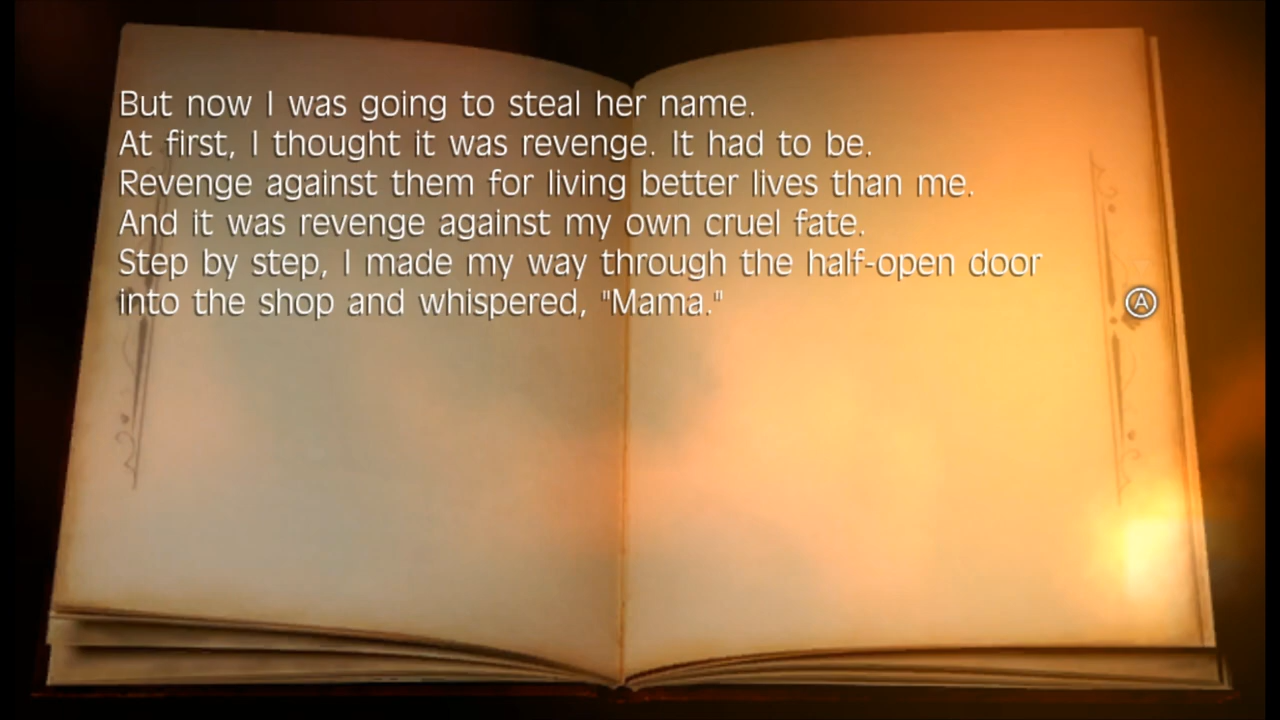 But now I was going to steal her name.
At first, I thought it was revenge. It had to be.
Revenge against them for living better lives than me.
And it was revenge against my own cruel fate.
Step by step, I made my way through the half-open door
into the shop and whispered, "Mama."
A